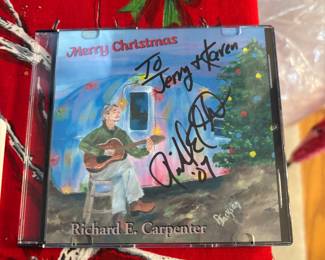 Merry Christmas
To
Jerry & Karen
'07
Richard E. Carpenter